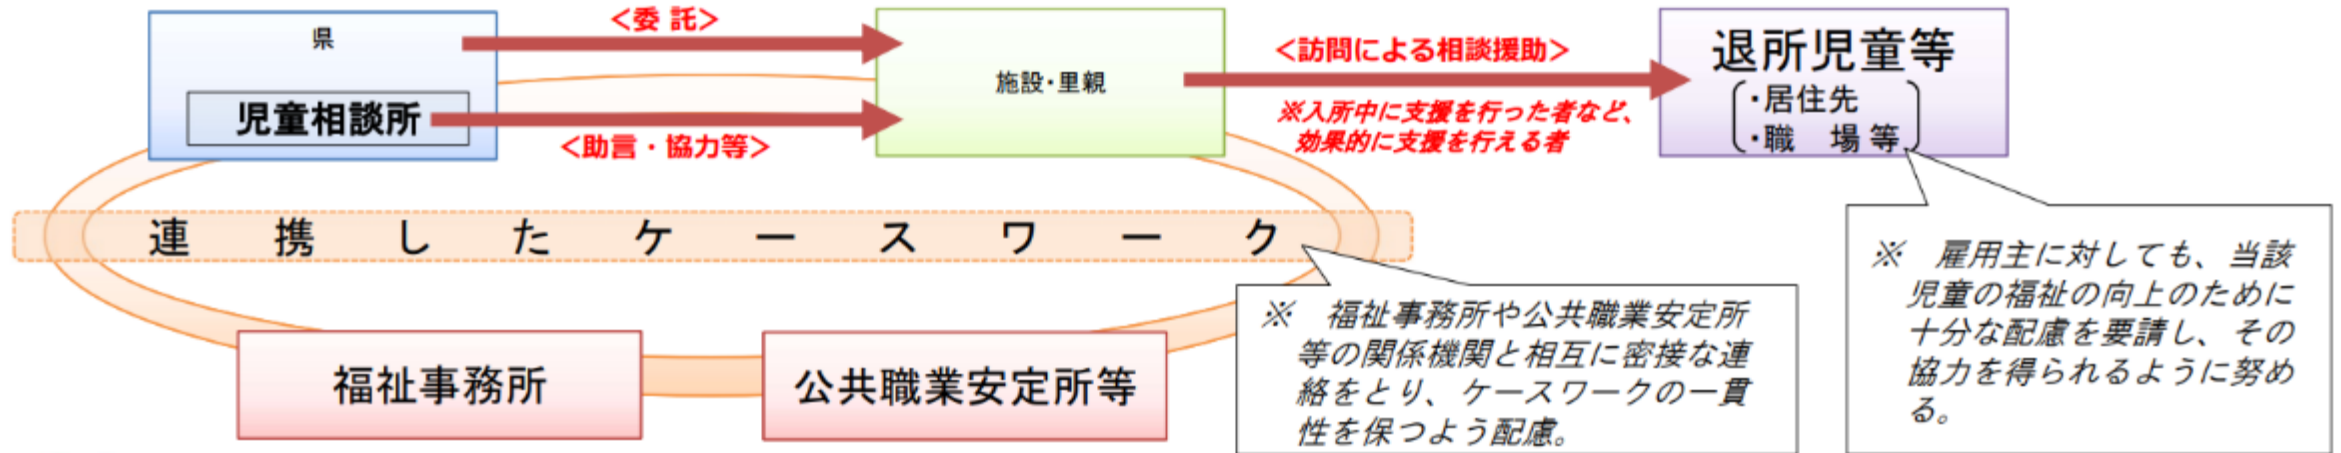 県
児童相談所
＜委 託＞
＜助言・協力等＞
施設・里親
＜訪問による相談援助＞
※入所中に支援を行った者など、
効果的に支援を行える者
退所児童等
・居住先
・職　場等
連携したケースワーク
福祉事務所
公共職業安定所等
※　福祉事務所や公共職業安定所
等の関係機関と相互に密接な連
絡をとり、ケースワークの一貫
性を保つよう配慮。
※　雇用主に対しても、当該
児童の福祉の向上のために
十分な配慮を要請し、その
協力を得られるように努め
る。